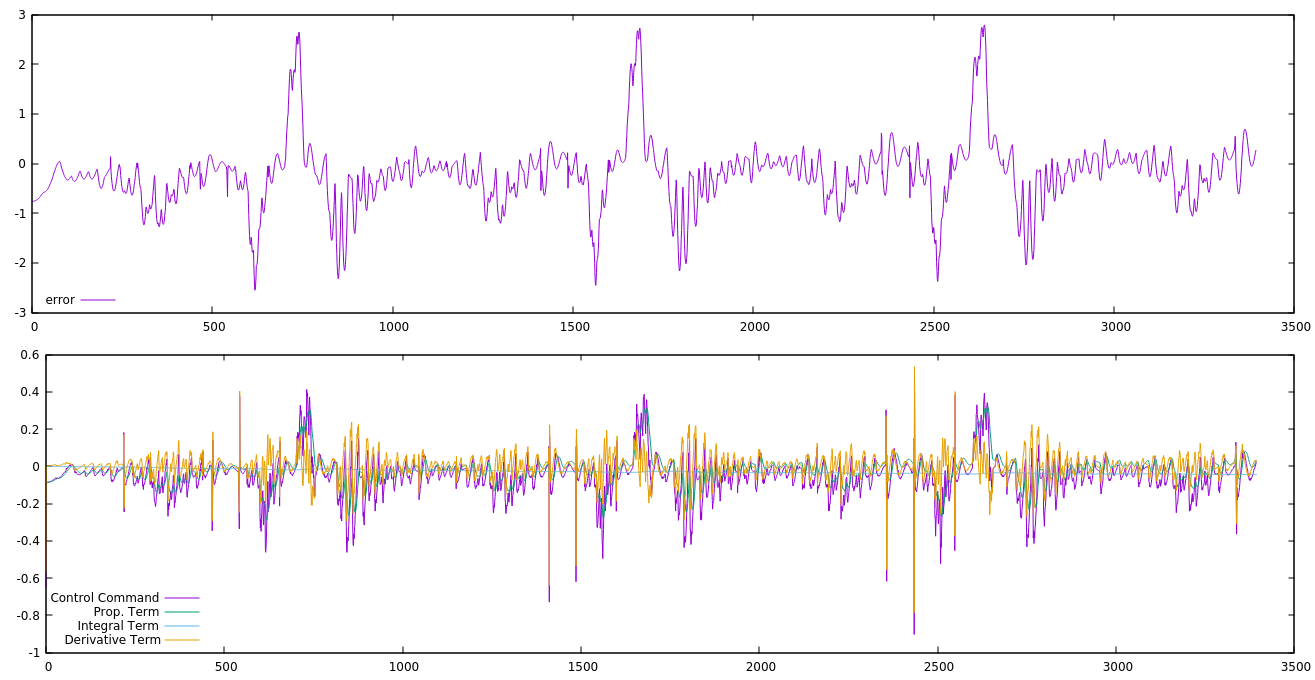 3
2
1
0
-1
-2
-3
error
0 500 1000 1500 2000 2500 3000 3500
0.6
0.4
0.2
0
-0.2
-0.4
-0.6
-0.8
-1
Control Command
Prop. Term
Integral Term
Derivative Term
0 500 1000 1500 2000 2500 3000 3500